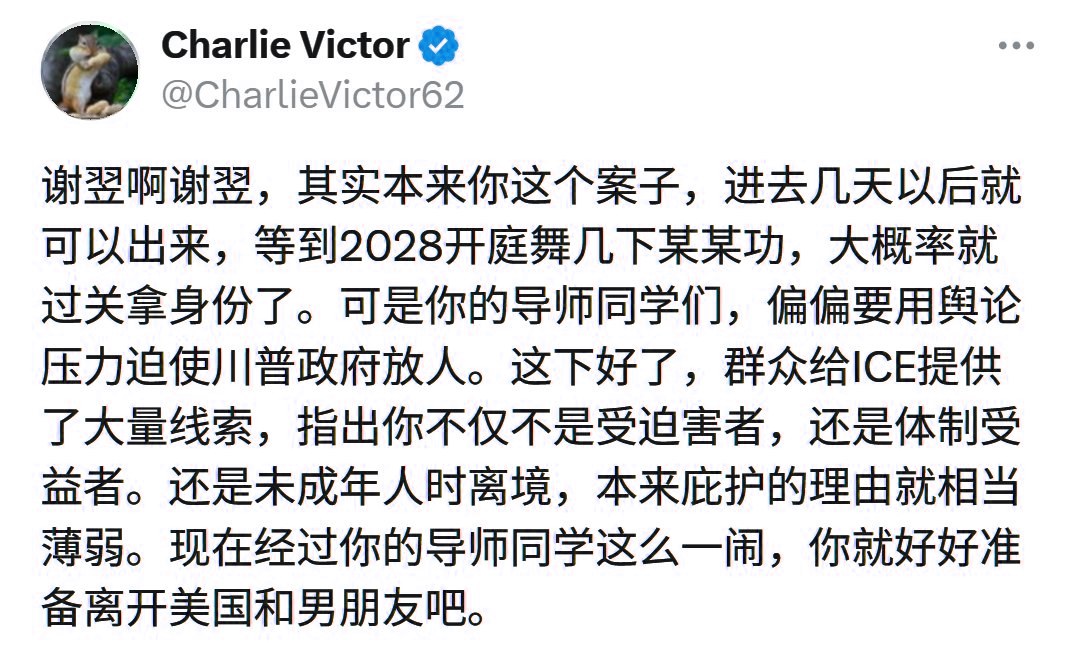 Charlie Victor
@CharlieVictor62
谢翌啊谢翌，其实本来你这个案子，进去几天以后就
可以出来，等到2028开庭舞几下某某功，大概率就
过关拿身份了。可是你的导师同学们，偏偏要用舆论
压力迫使川普政府放人。这下好了，群众给ICE提供
了大量线索，指出你不仅不是受迫害者，还是体制受
益者。还是未成年人时离境，本来庇护的理由就相当
薄弱。现在经过你的导师同学这么一闹，你就好好准
备离开美国和男朋友吧。